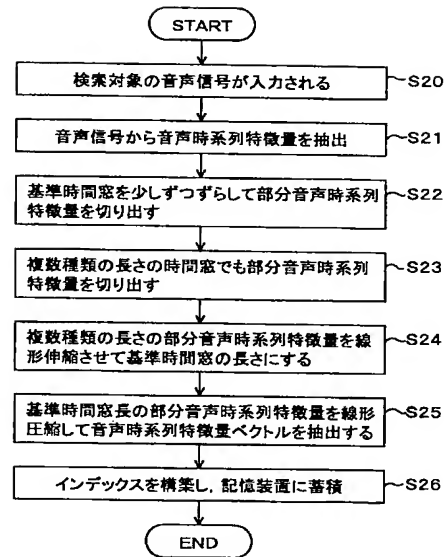 START
検索対象の音声信号が入力される
S20
音声信号から音声時系列特徴量を抽出
S21
基準時間窓を少しずつずらして部分音声時系列
特徴量を切り出す
S22
複数種類の長さの時間窓でも部分音声時系列
特徴量を切り出す
S23
複数種類の長さの部分音声時系列特徴量を線
形伸縮させて基準時間窓の長さにする
S24
基準時間窓長の部分音声時系列特徴量を線形
圧縮して音声時系列特徴量ベクトルを抽出する
S25
インデックスを構築し,記憶装置に蓄積
S26
END